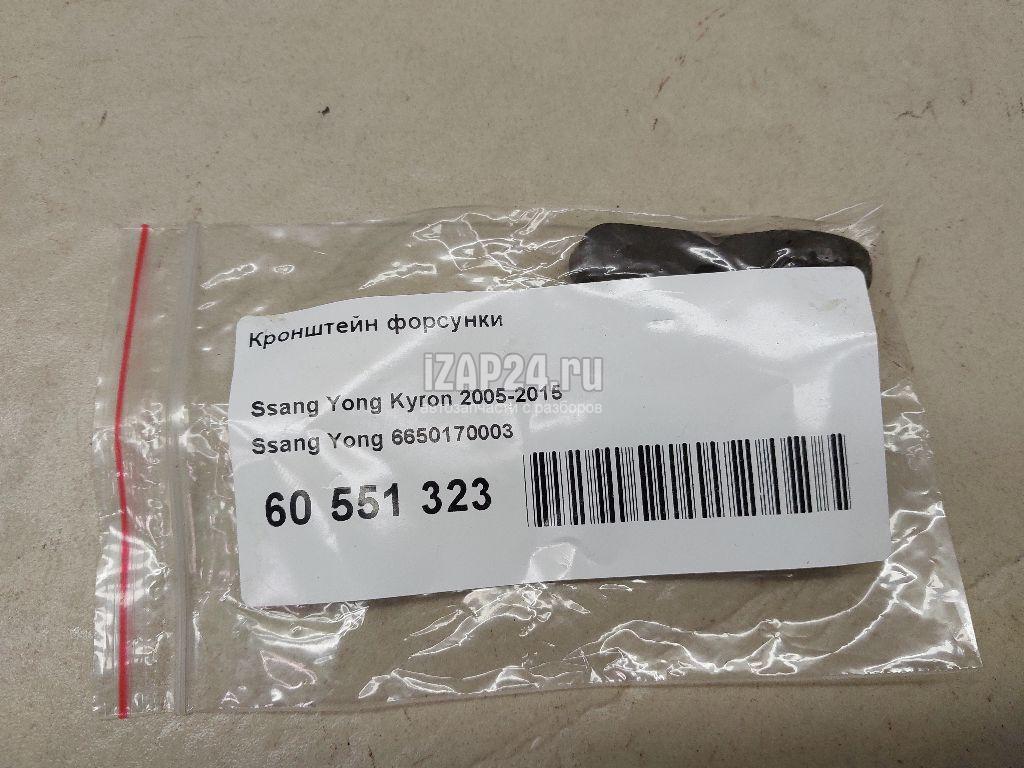 Кронштейн форсунки
iZAP24.ru
Ssang Yong Kyron 2005-2015
автозапчасти с разборов
Ssang Yong 6650170003
60 551 323